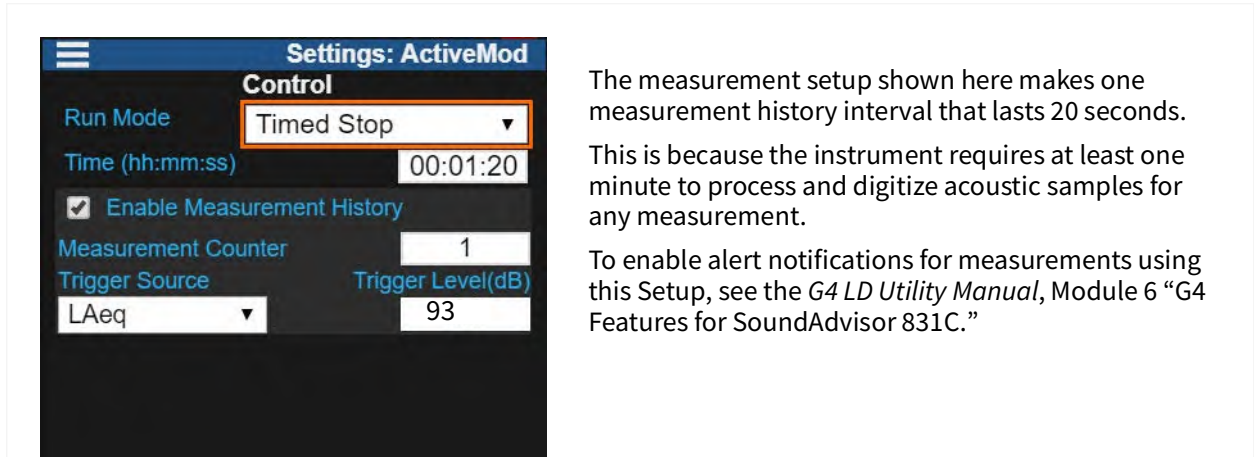 Settings: ActiveMod
Control
Run Mode
Timed Stop
Time (hh:mm:ss)
00:01:20
Enable Measurement History
Measurement Counter
1
Trigger Source
Trigger Level(dB)
LAeq
93
The measurement setup shown here makes one
measurement history interval that lasts 20 seconds.
This is because the instrument requires at least one
minute to process and digitize acoustic samples for
any measurement.
To enable alert notifications for measurements using
this Setup, see the G4 LD Utility Manual, Module 6 “G4
Features for SoundAdvisor 831C.”